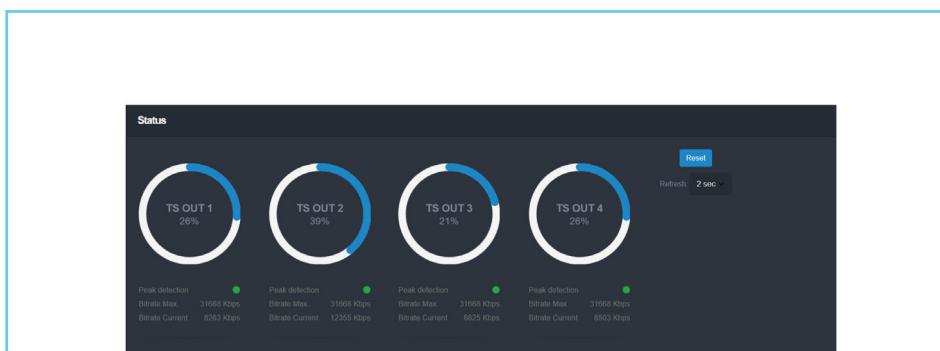 Status
Reset
Refresh: 2 sec
TS OUT 1
26%
TS OUT 2
39%
TS OUT 3
21%
TS OUT 4
26%
Peak detection
Bitrate Max 31668 Kbps
Bitrate Current 8263 Kbps
Peak detection
Bitrate Max 31668 Kbps
Bitrate Current 12355 Kbps
Peak detection
Bitrate Max 31668 Kbps
Bitrate Current 6825 Kbps
Peak detection
Bitrate Max 31668 Kbps
Bitrate Current 8503 Kbps